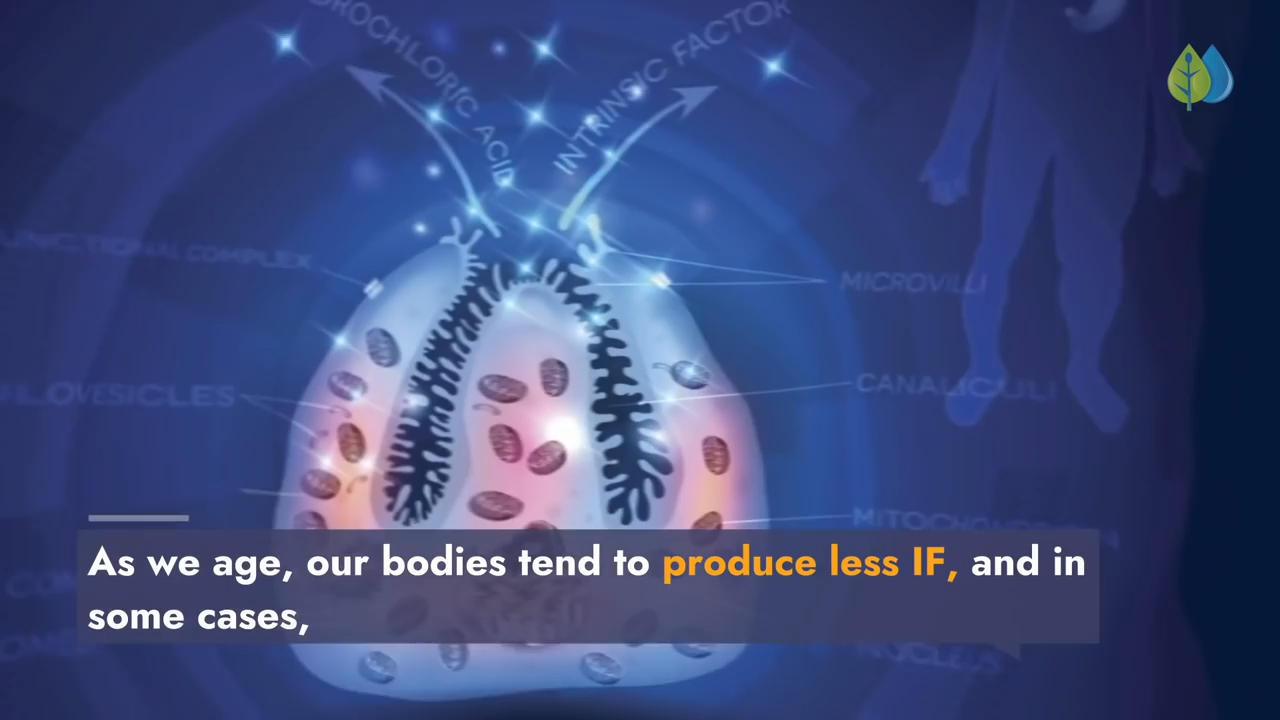 HYDROCHLORIC ACID
INTRINSIC FACTOR
MICROVILLI
CANALICULI
As we age, our bodies tend to produce less IF, and in
some cases,
NUCLEUS